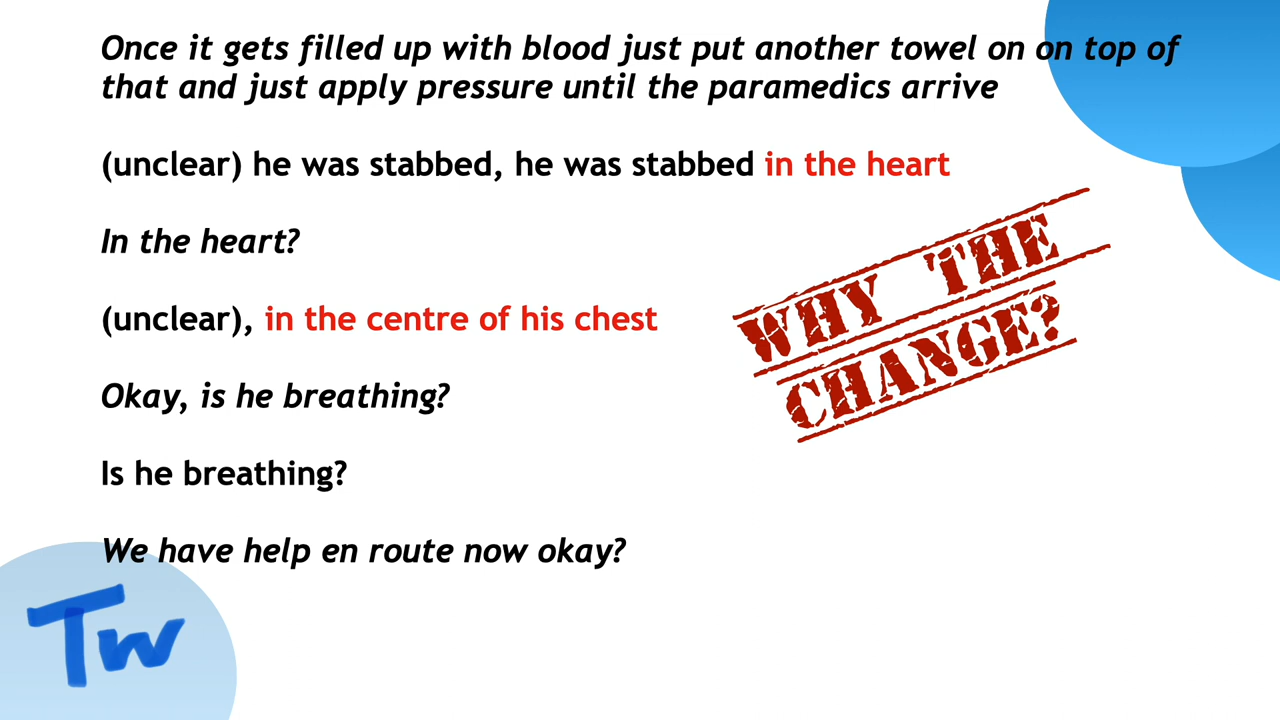 Once it gets filled up with blood just put another towel on on top of
that and just apply pressure until the paramedics arrive
(unclear) he was stabbed, he was stabbed in the heart
In the heart?
(unclear), in the centre of his chest
WHY THE
CHANGE?
Okay, is he breathing?
Is he breathing?
We have help en route now okay?
Tw